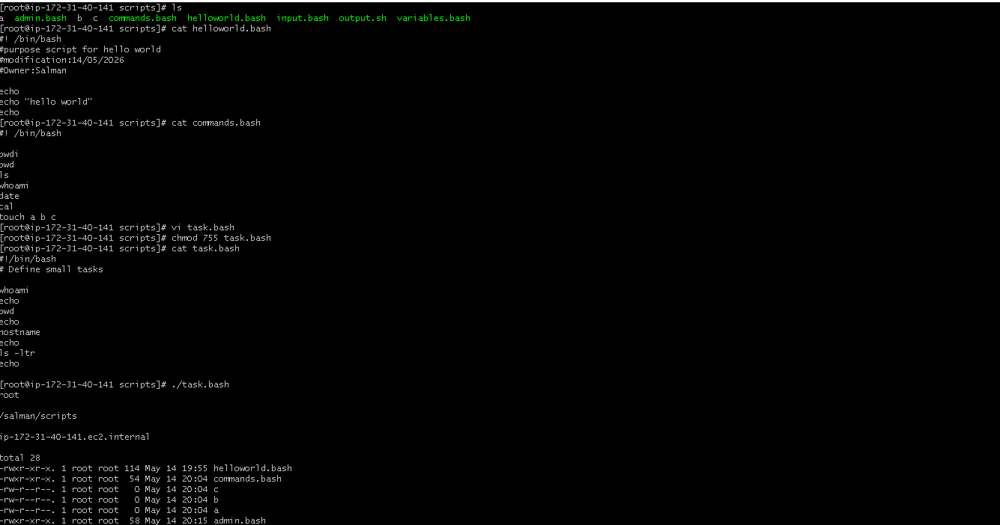 [root@ip-172-31-40-141 scripts]# ls
a  admin.bash  b  c  commands.bash  helloworld.bash  input.bash  output.sh  variables.bash
[root@ip-172-31-40-141 scripts]# cat helloworld.bash
#! /bin/bash
#purpose script for hello world
#modification:14/05/2026
#Owner:Salman

echo
echo "hello world"
echo
[root@ip-172-31-40-141 scripts]# cat commands.bash
#! /bin/bash

pwdi
pwd
ls
whoami
date
cal
touch a b c
[root@ip-172-31-40-141 scripts]# vi task.bash
[root@ip-172-31-40-141 scripts]# chmod 755 task.bash
[root@ip-172-31-40-141 scripts]# cat task.bash
#!/bin/bash
# Define small tasks

whoami
echo
pwd
echo
hostname
echo
ls -ltr
echo

[root@ip-172-31-40-141 scripts]# ./task.bash
root

/salman/scripts

ip-172-31-40-141.ec2.internal

total 28
-rwxr-xr-x. 1 root root 114 May 14 19:55 helloworld.bash
-rwxr-xr-x. 1 root root  54 May 14 20:04 commands.bash
-rw-r--r--. 1 root root   0 May 14 20:04 c
-rw-r--r--. 1 root root   0 May 14 20:04 b
-rw-r--r--. 1 root root   0 May 14 20:04 a
-rwxr-xr-x. 1 root root  58 May 14 20:15 admin.bash